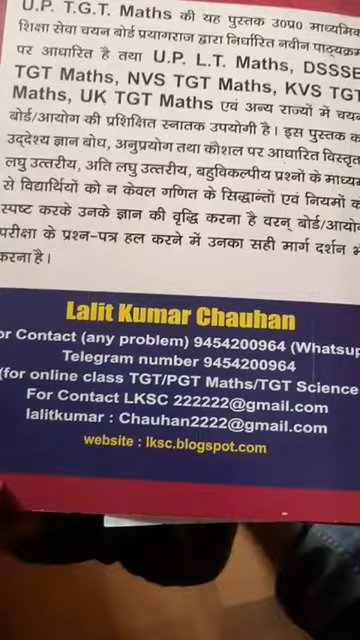 U.P. T.G.T. Maths की यह पुस्तक उ०प्र० माध्यमिक
शिक्षा सेवा चयन बोर्ड प्रयागराज द्वारा निर्धारित नवीन पाठ्यक्रम
पर आधारित है तथा U.P. L.T. Maths, DSSSB
TGT Maths, NVS TGT Maths, KVS TGT
Maths, UK TGT Maths एवं अन्य राज्यों में चयन
बोर्ड/आयोग की प्रशिक्षित स्नातक उपयोगी है। इस पुस्तक का
उद्देश्य ज्ञान बोध, अनुप्रयोग तथा कौशल पर आधारित विस्तृत
लघु उत्तरीय, अति लघु उत्तरीय, बहुविकल्पीय प्रश्नों के माध्यम
से विद्यार्थियों को न केवल गणित के सिद्धान्तों एवं नियमों को
स्पष्ट करके उनके ज्ञान की वृद्धि करना है वरन् बोर्ड/आयोग
परीक्षा के प्रश्न-पत्र हल करने में उनका सही मार्ग दर्शन भी
करना है।
Lalit Kumar Chauhan
or Contact (any problem) 9454200964 (Whatsup
Telegram number 9454200964
(for online class TGT/PGT Maths/TGT Science
For Contact LKSC 222222@gmail.com
lalitkumar : Chauhan2222@gmail.com
website : lksc.blogspot.com